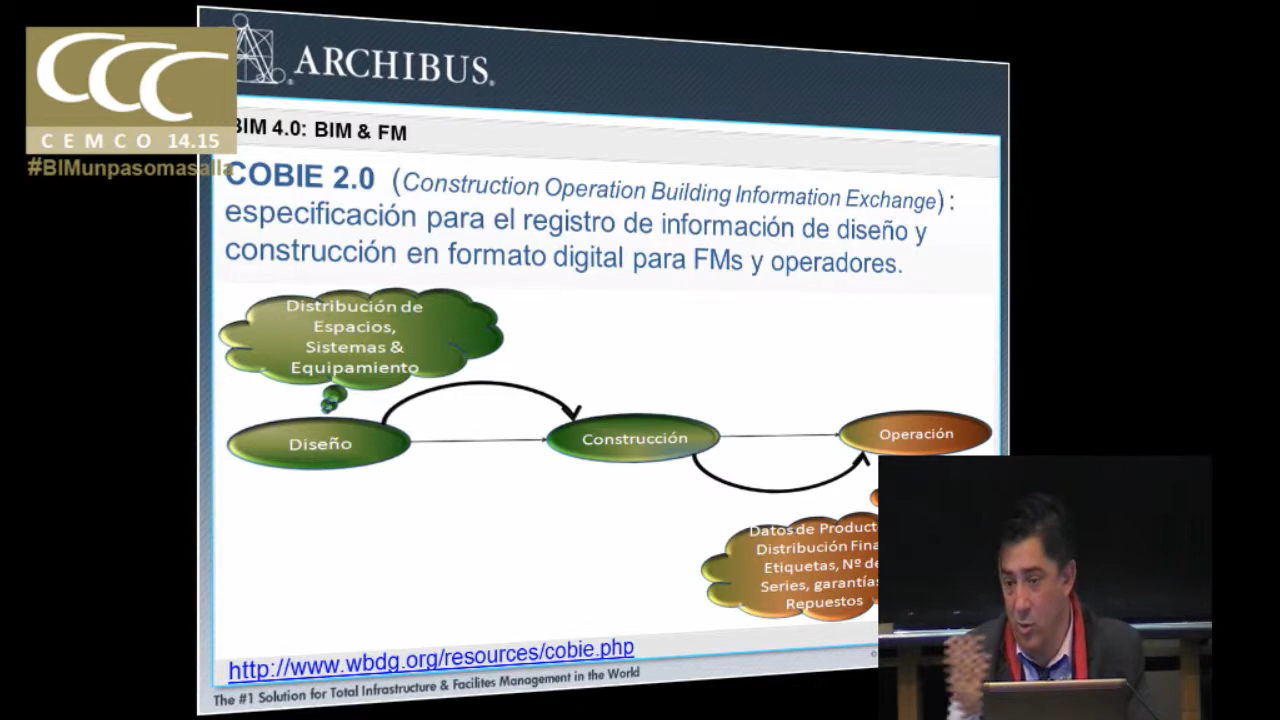 ARCHIBUS
CCC
CEMCO 14.15
#BIMunpasomasalla
BIM 4.0: BIM & FM
COBIE 2.0 (Construction Operation Building Information Exchange):
especificación para el registro de información de diseño y
construcción en formato digital para FMs y operadores.
Distribución de
Espacios,
Sistemas &
Equipamiento
Diseño
Construcción
Operación
Datos de Product
Distribución Fina
Etiquetas, Nº de
Series, garantías
Repuestos
http://www.wbdg.org/resources/cobie.php
The #1 Solution for Total Infrastructure & Facilites Management in the World